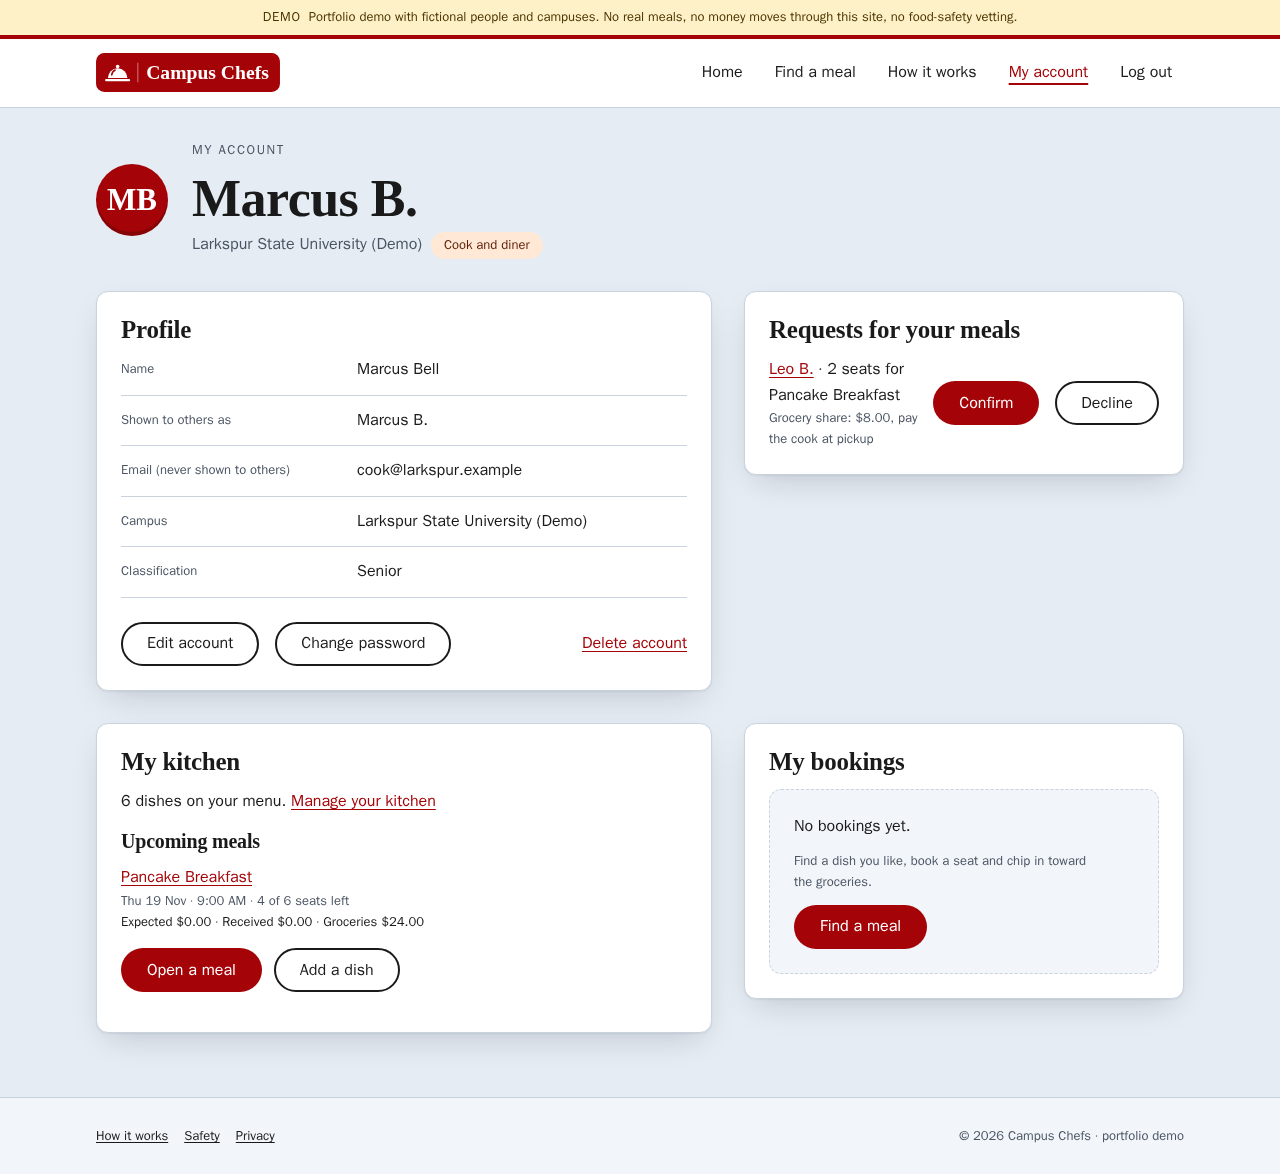 DEMO Portfolio demo with fictional people and campuses. No real meals, no money moves through this site, no food-safety vetting.
Campus Chefs
Home Find a meal How it works My account Log out
MY ACCOUNT
MB
Marcus B.
Larkspur State University (Demo) Cook and diner
Profile
Name Marcus Bell
Shown to others as Marcus B.
Email (never shown to others) cook@larkspur.example
Campus Larkspur State University (Demo)
Classification Senior
Edit account Change password Delete account
Requests for your meals
Leo B. · 2 seats for
Pancake Breakfast
Grocery share: $8.00, pay
the cook at pickup
Confirm Decline
My kitchen
6 dishes on your menu. Manage your kitchen
Upcoming meals
Pancake Breakfast
Thu 19 Nov · 9:00 AM · 4 of 6 seats left
Expected $0.00 · Received $0.00 · Groceries $24.00
Open a meal Add a dish
My bookings
No bookings yet.
Find a dish you like, book a seat and chip in toward
the groceries.
Find a meal
How it works Safety Privacy
© 2026 Campus Chefs · portfolio demo